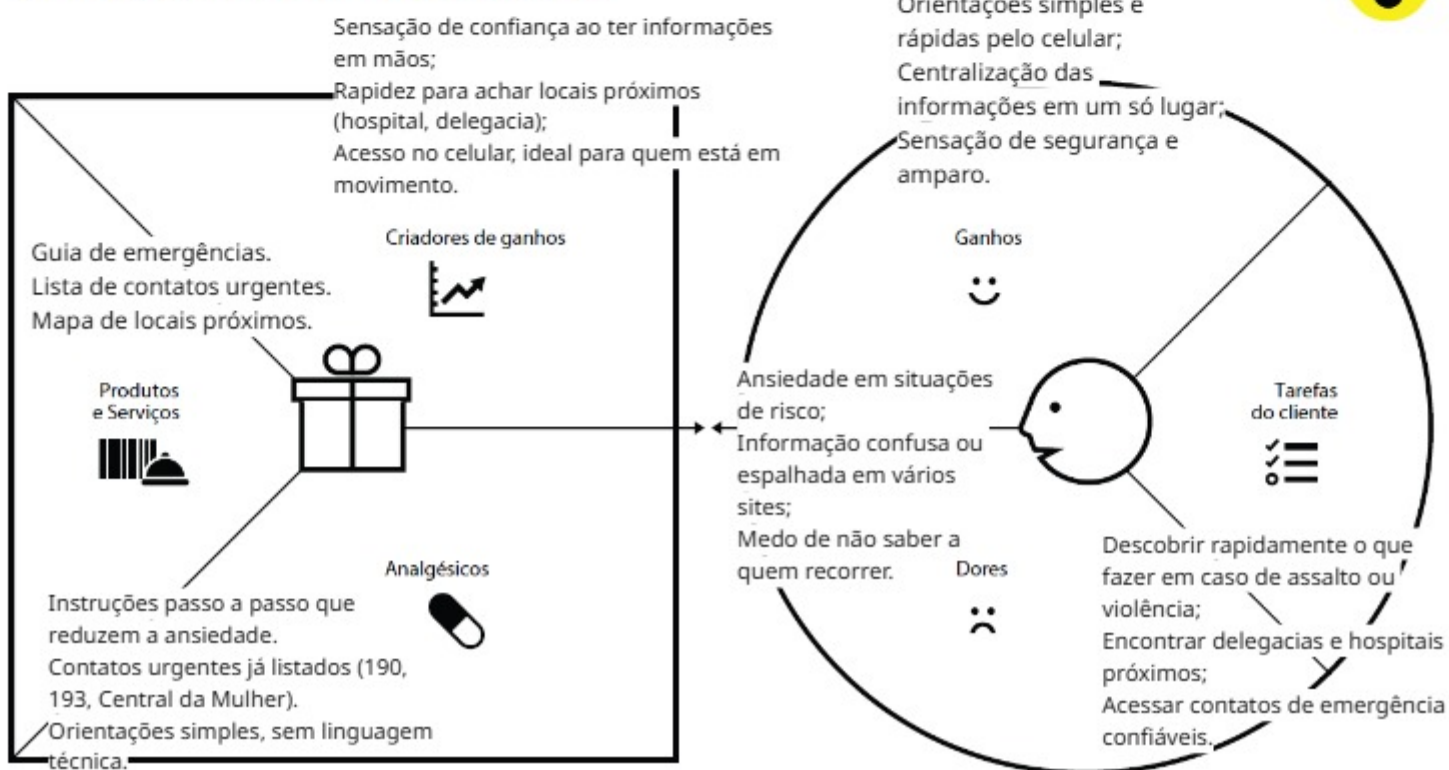 Sensação de confiança ao ter informações
em mãos;
Rapidez para achar locais próximos
(hospital, delegacia);
Acesso no celular, ideal para quem está em
movimento.
Criadores de ganhos
Guia de emergências.
Lista de contatos urgentes.
Mapa de locais próximos.
Produtos
e Serviços
Analgésicos
Instruções passo a passo que
reduzem a ansiedade.
Contatos urgentes já listados (190,
193, Central da Mulher).
Orientações simples, sem linguagem
técnica.
Orientações simples e
rápidas pelo celular;
Centralização das
informações em um só lugar;
Sensação de segurança e
amparo.
Ganhos
Ansiedade em situações
de risco;
Informação confusa ou
espalhada em vários
sites;
Medo de não saber a
quem recorrer.
Dores
Tarefas
do cliente
Descobrir rapidamente o que
fazer em caso de assalto ou
violência;
Encontrar delegacias e hospitais
próximos;
Acessar contatos de emergência
confiáveis.